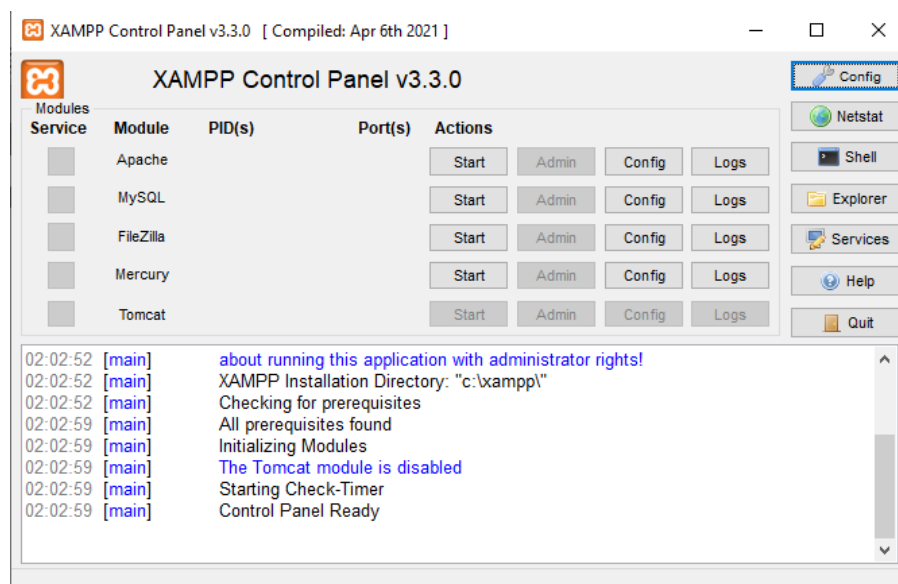 XAMPP Control Panel v3.3.0 [ Compiled: Apr 6th 2021 ]
XAMPP Control Panel v3.3.0
Config
Modules
Service Module PID(s) Port(s) Actions
Netstat
Apache Start Admin Config Logs
Shell
MySQL Start Admin Config Logs
Explorer
FileZilla Start Admin Config Logs
Services
Mercury Start Admin Config Logs
Help
Tomcat Start Admin Config Logs
Quit
02:02:52 [main] about running this application with administrator rights!
02:02:52 [main] XAMPP Installation Directory: "c:\xampp\"
02:02:52 [main] Checking for prerequisites
02:02:59 [main] All prerequisites found
02:02:59 [main] Initializing Modules
02:02:59 [main] The Tomcat module is disabled
02:02:59 [main] Starting Check-Timer
02:02:59 [main] Control Panel Ready